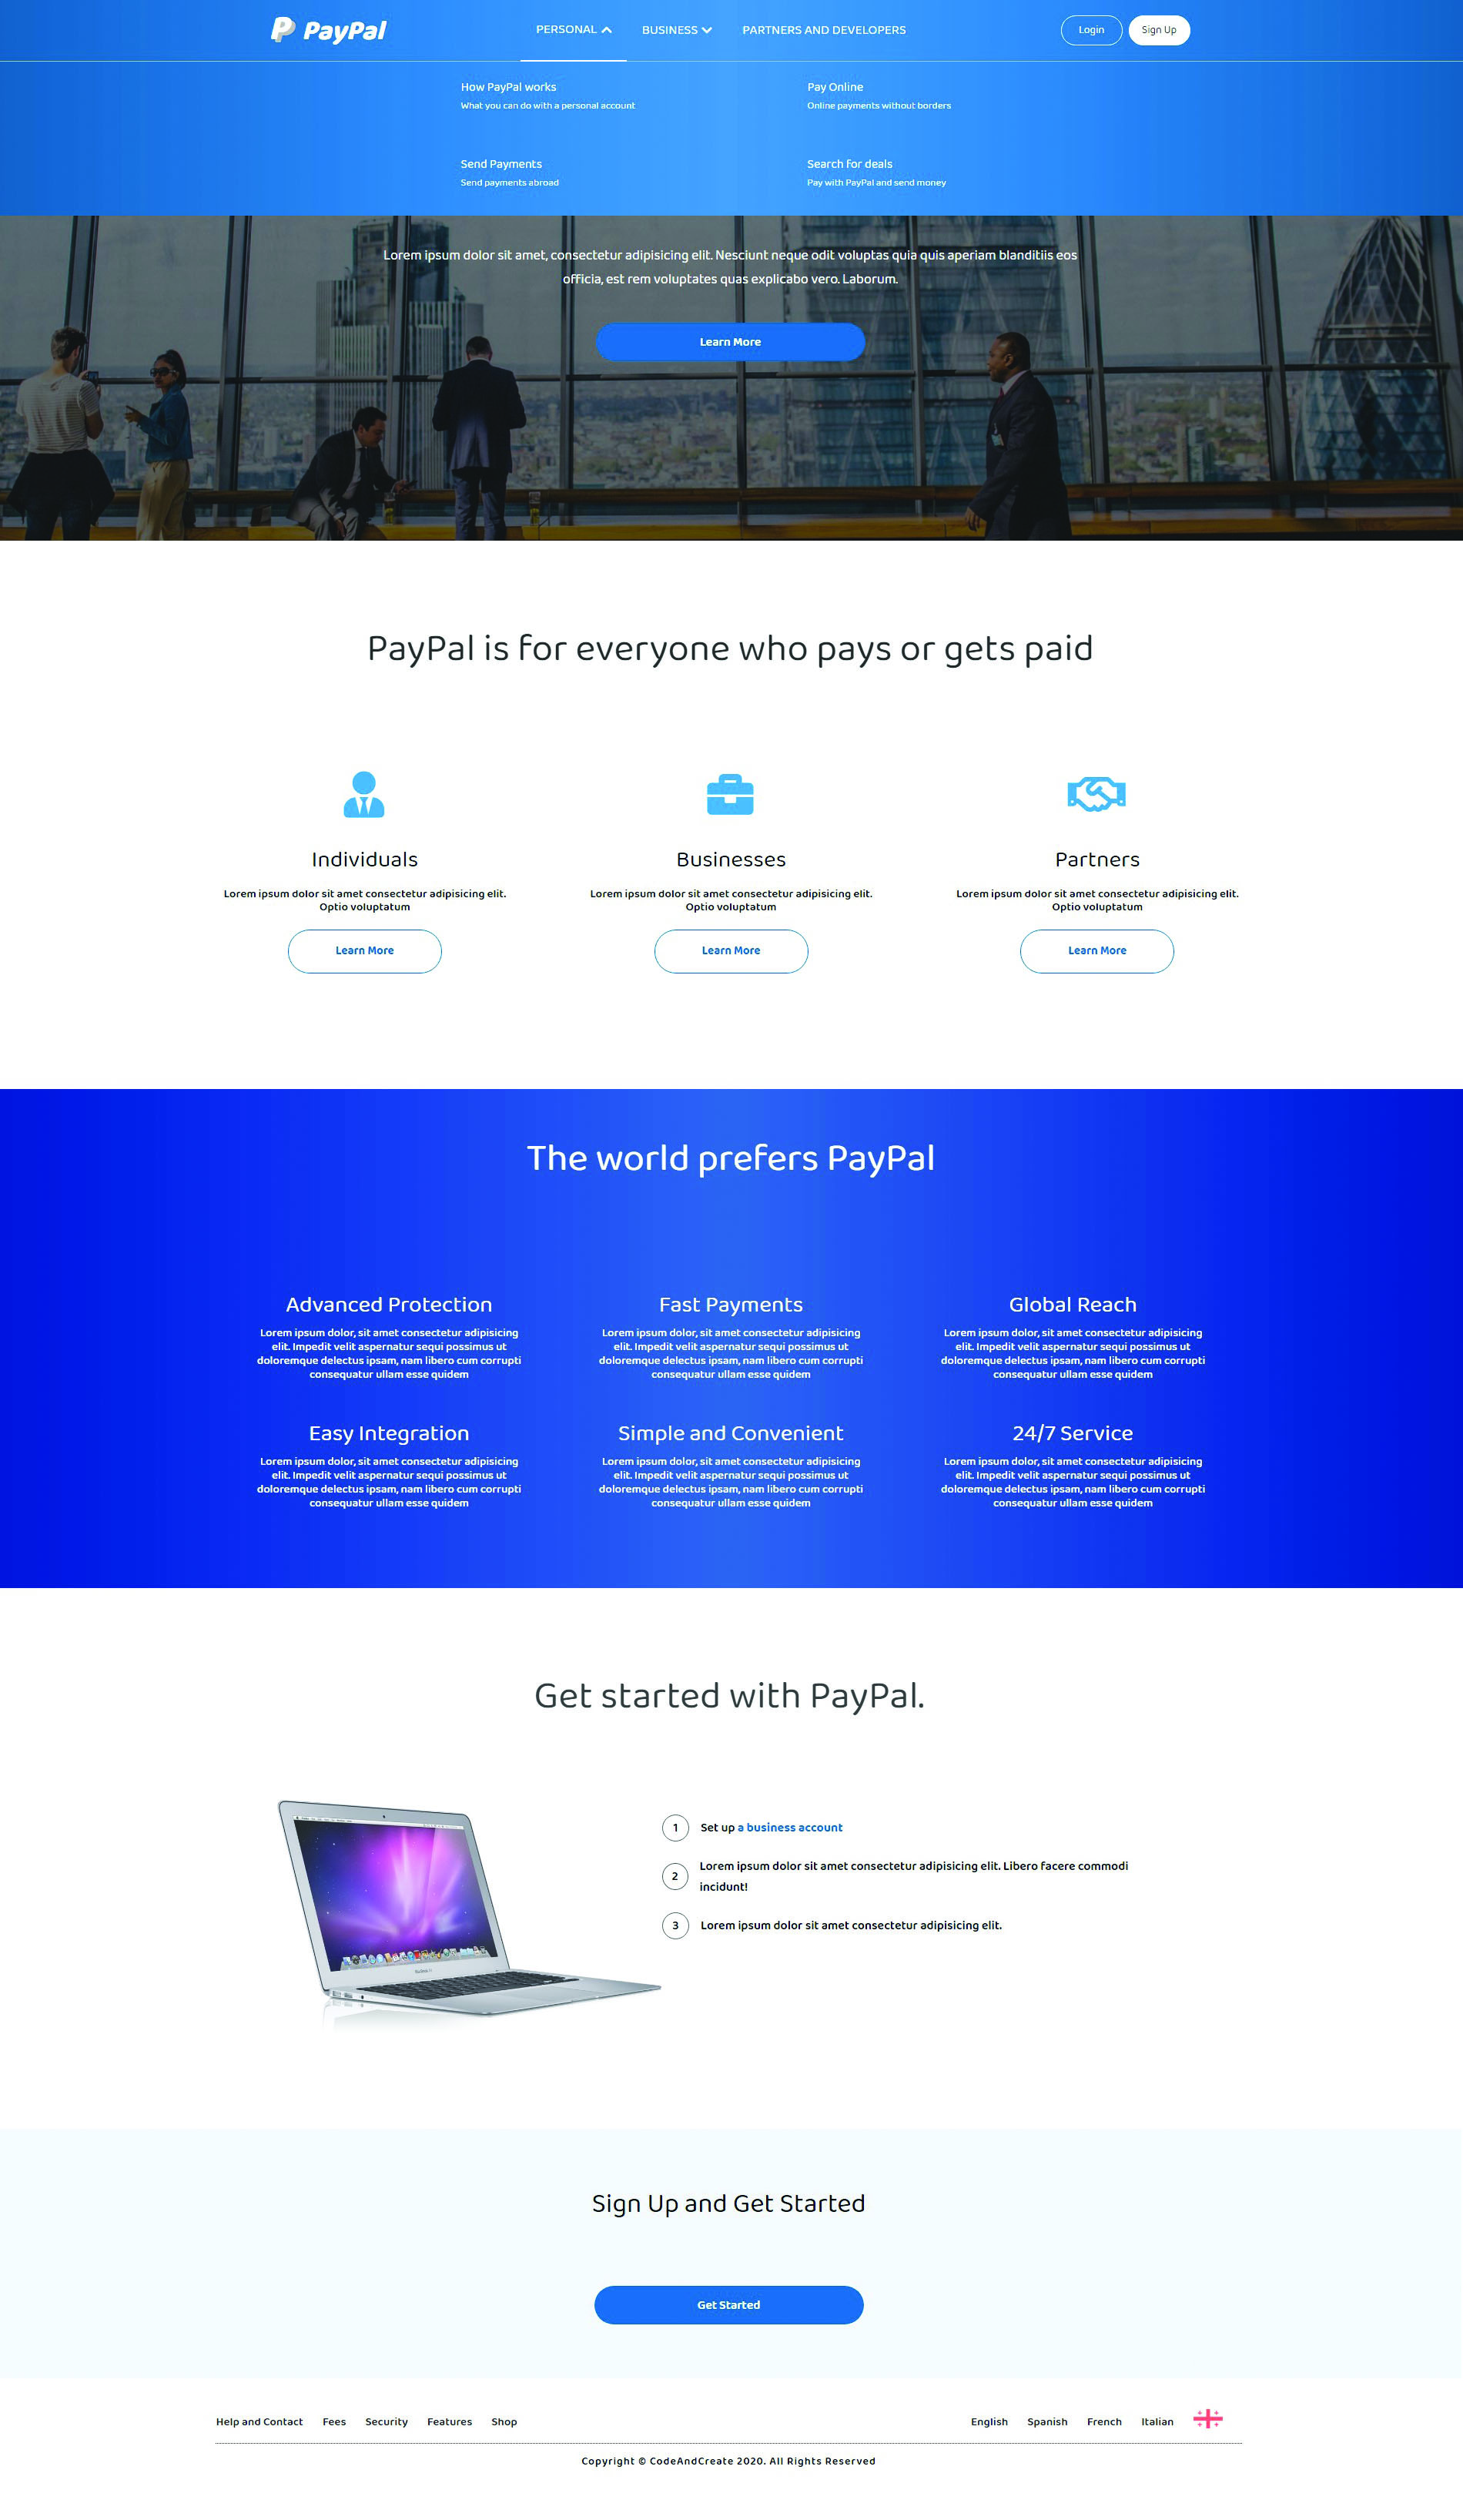 PayPal
PERSONAL
BUSINESS
PARTNERS AND DEVELOPERS
Login
Sign Up
How PayPal works
What you can do with a personal account
Pay Online
Online payments without borders
Send Payments
Send payments abroad
Search for deals
Pay with PayPal and send money
Lorem ipsum dolor sit amet, consectetur adipisicing elit. Nesciunt neque odit voluptas quia quis aperiam blanditiis eos
officia, est rem voluptates quas explicabo vero. Laborum.
Learn More
PayPal is for everyone who pays or gets paid
Individuals
Lorem ipsum dolor sit amet consectetur adipisicing elit.
Optio voluptatum
Learn More
Businesses
Lorem ipsum dolor sit amet consectetur adipisicing elit.
Optio voluptatum
Learn More
Partners
Lorem ipsum dolor sit amet consectetur adipisicing elit.
Optio voluptatum
Learn More
The world prefers PayPal
Advanced Protection
Lorem ipsum dolor, sit amet consectetur adipisicing
elit. Impedit velit aspernatur sequi possimus ut
doloremque delectus ipsam, nam libero cum corrupti
consequatur ullam esse quidem
Fast Payments
Lorem ipsum dolor, sit amet consectetur adipisicing
elit. Impedit velit aspernatur sequi possimus ut
doloremque delectus ipsam, nam libero cum corrupti
consequatur ullam esse quidem
Global Reach
Lorem ipsum dolor, sit amet consectetur adipisicing
elit. Impedit velit aspernatur sequi possimus ut
doloremque delectus ipsam, nam libero cum corrupti
consequatur ullam esse quidem
Easy Integration
Lorem ipsum dolor, sit amet consectetur adipisicing
elit. Impedit velit aspernatur sequi possimus ut
doloremque delectus ipsam, nam libero cum corrupti
consequatur ullam esse quidem
Simple and Convenient
Lorem ipsum dolor, sit amet consectetur adipisicing
elit. Impedit velit aspernatur sequi possimus ut
doloremque delectus ipsam, nam libero cum corrupti
consequatur ullam esse quidem
24/7 Service
Lorem ipsum dolor, sit amet consectetur adipisicing
elit. Impedit velit aspernatur sequi possimus ut
doloremque delectus ipsam, nam libero cum corrupti
consequatur ullam esse quidem
Get started with PayPal.
1 Set up a business account
2 Lorem ipsum dolor sit amet consectetur adipisicing elit. Libero facere commodi
incidunt!
3 Lorem ipsum dolor sit amet consectetur adipisicing elit.
Sign Up and Get Started
Get Started
Help and Contact Fees Security Features Shop
English Spanish French Italian
Copyright © CodeAndCreate 2020. All Rights Reserved